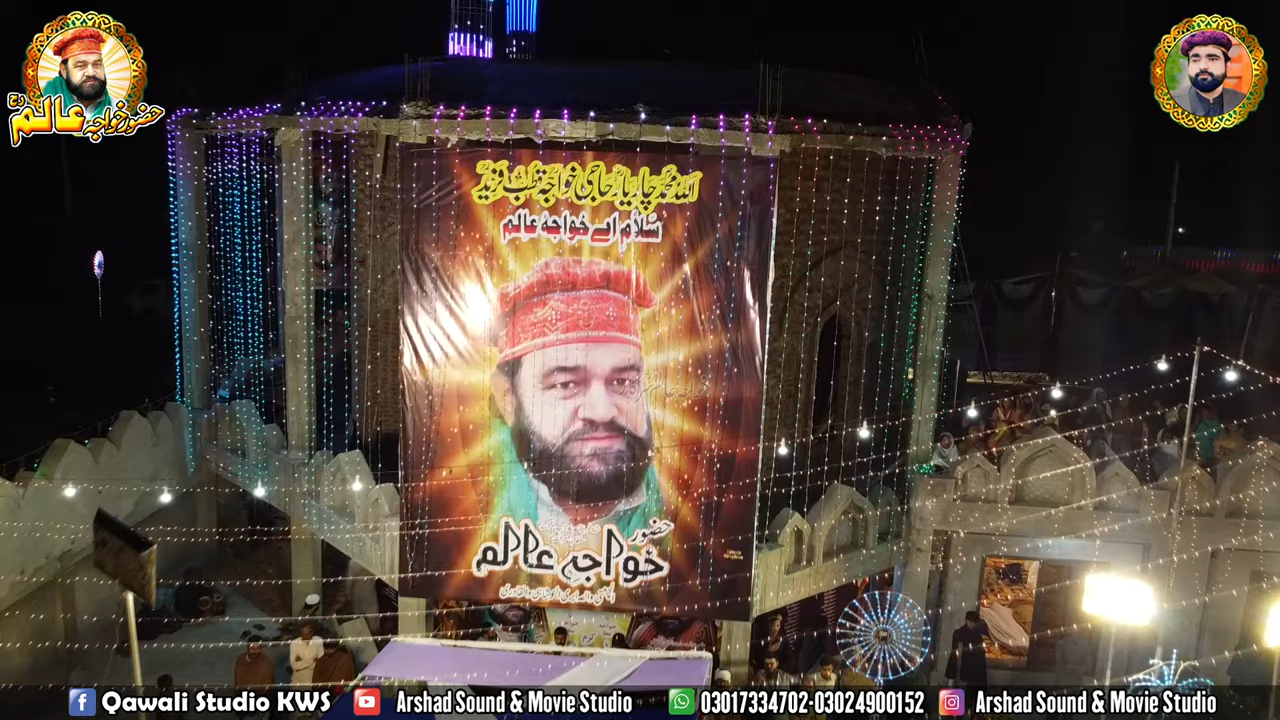 حضور خواجہ عالم رح
اللہ محمد چار یار حاجی خواجہ قطب فرید
سلام اے خواجہ عالم
حضور
خواجہ عالم
Qawali Studio KWS
Arshad Sound & Movie Studio
03017334702-03024900152
Arshad Sound & Movie Studio